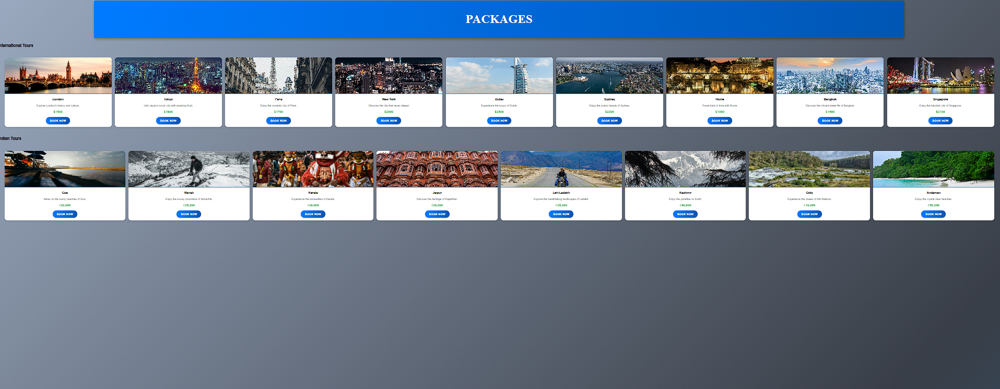 PACKAGES
nternational Tours
London
Explore London's history and culture.
$1500
BOOK NOW
Tokyo
Visit Japan's iconic city with amazing food.
$1800
BOOK NOW
Paris
Enjoy the romantic city of Paris.
$1700
BOOK NOW
New York
Discover the city that never sleeps!
$2000
BOOK NOW
Dubai
Experience the luxury of Dubai.
$2500
BOOK NOW
Sydney
Enjoy the scenic beauty of Sydney.
$2200
BOOK NOW
Rome
Travel back in time with Rome.
$1900
BOOK NOW
Bangkok
Discover the vibrant street life of Bangkok.
$1400
BOOK NOW
Singapore
Enjoy the futuristic city of Singapore.
$2100
BOOK NOW
ndian Tours
Goa
Relax on the sunny beaches of Goa.
₹20,000
BOOK NOW
Manali
Enjoy the snowy mountains of Himachal.
₹25,000
BOOK NOW
Kerala
Experience the backwaters of Kerala.
₹30,000
BOOK NOW
Jaipur
Discover the heritage of Rajasthan.
₹28,000
BOOK NOW
Leh-Ladakh
Explore the breathtaking landscapes of Ladakh.
₹35,000
BOOK NOW
Kashmir
Enjoy the paradise on Earth.
₹40,000
BOOK NOW
Ooty
Experience the Queen of Hill Stations.
₹18,000
BOOK NOW
Andaman
Enjoy the crystal clear beaches.
₹50,000
BOOK NOW